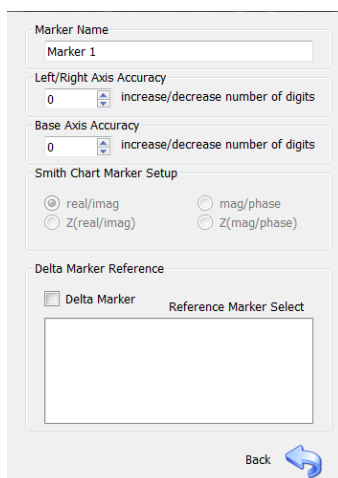 Marker Name
Marker 1
Left/Right Axis Accuracy
0 increase/decrease number of digits
Base Axis Accuracy
0 increase/decrease number of digits
Smith Chart Marker Setup
real/imag mag/phase
Z(real/imag) Z(mag/phase)
Delta Marker Reference
Delta Marker Reference Marker Select
Back